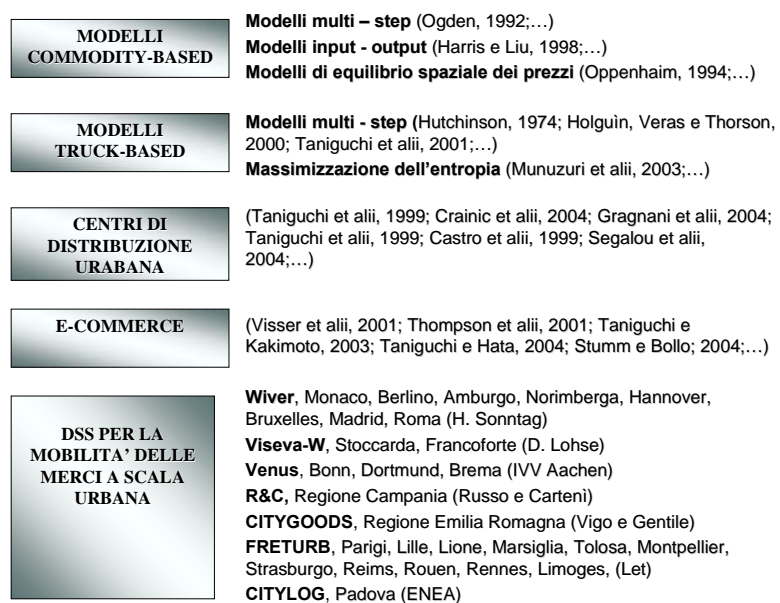 MODELLI
COMMODITY-BASED
Modelli multi – step (Ogden, 1992;…)
Modelli input - output (Harris e Liu, 1998;…)
Modelli di equilibrio spaziale dei prezzi (Oppenhaim, 1994;…)
MODELLI
TRUCK-BASED
Modelli multi - step (Hutchinson, 1974; Holguìn, Veras e Thorson,
2000; Taniguchi et alii, 2001;…)
Massimizzazione dell'entropia (Munuzuri et alii, 2003;…)
CENTRI DI
DISTRIBUZIONE
URABANA
(Taniguchi et alii, 1999; Crainic et alii, 2004; Gragnani et alii, 2004;
Taniguchi et alii, 1999; Castro et alii, 1999; Segalou et alii,
2004;…)
E-COMMERCE
(Visser et alii, 2001; Thompson et alii, 2001; Taniguchi e
Kakimoto, 2003; Taniguchi e Hata, 2004; Stumm e Bollo; 2004;…)
DSS PER LA
MOBILITA' DELLE
MERCI A SCALA
URBANA
Wiver, Monaco, Berlino, Amburgo, Norimberga, Hannover,
Bruxelles, Madrid, Roma (H. Sonntag)
Viseva-W, Stoccarda, Francoforte (D. Lohse)
Venus, Bonn, Dortmund, Brema (IVV Aachen)
R&C, Regione Campania (Russo e Cartenì)
CITYGOODS, Regione Emilia Romagna (Vigo e Gentile)
FRETURB, Parigi, Lille, Lione, Marsiglia, Tolosa, Montpellier,
Strasburgo, Reims, Rouen, Rennes, Limoges, (Let)
CITYLOG, Padova (ENEA)